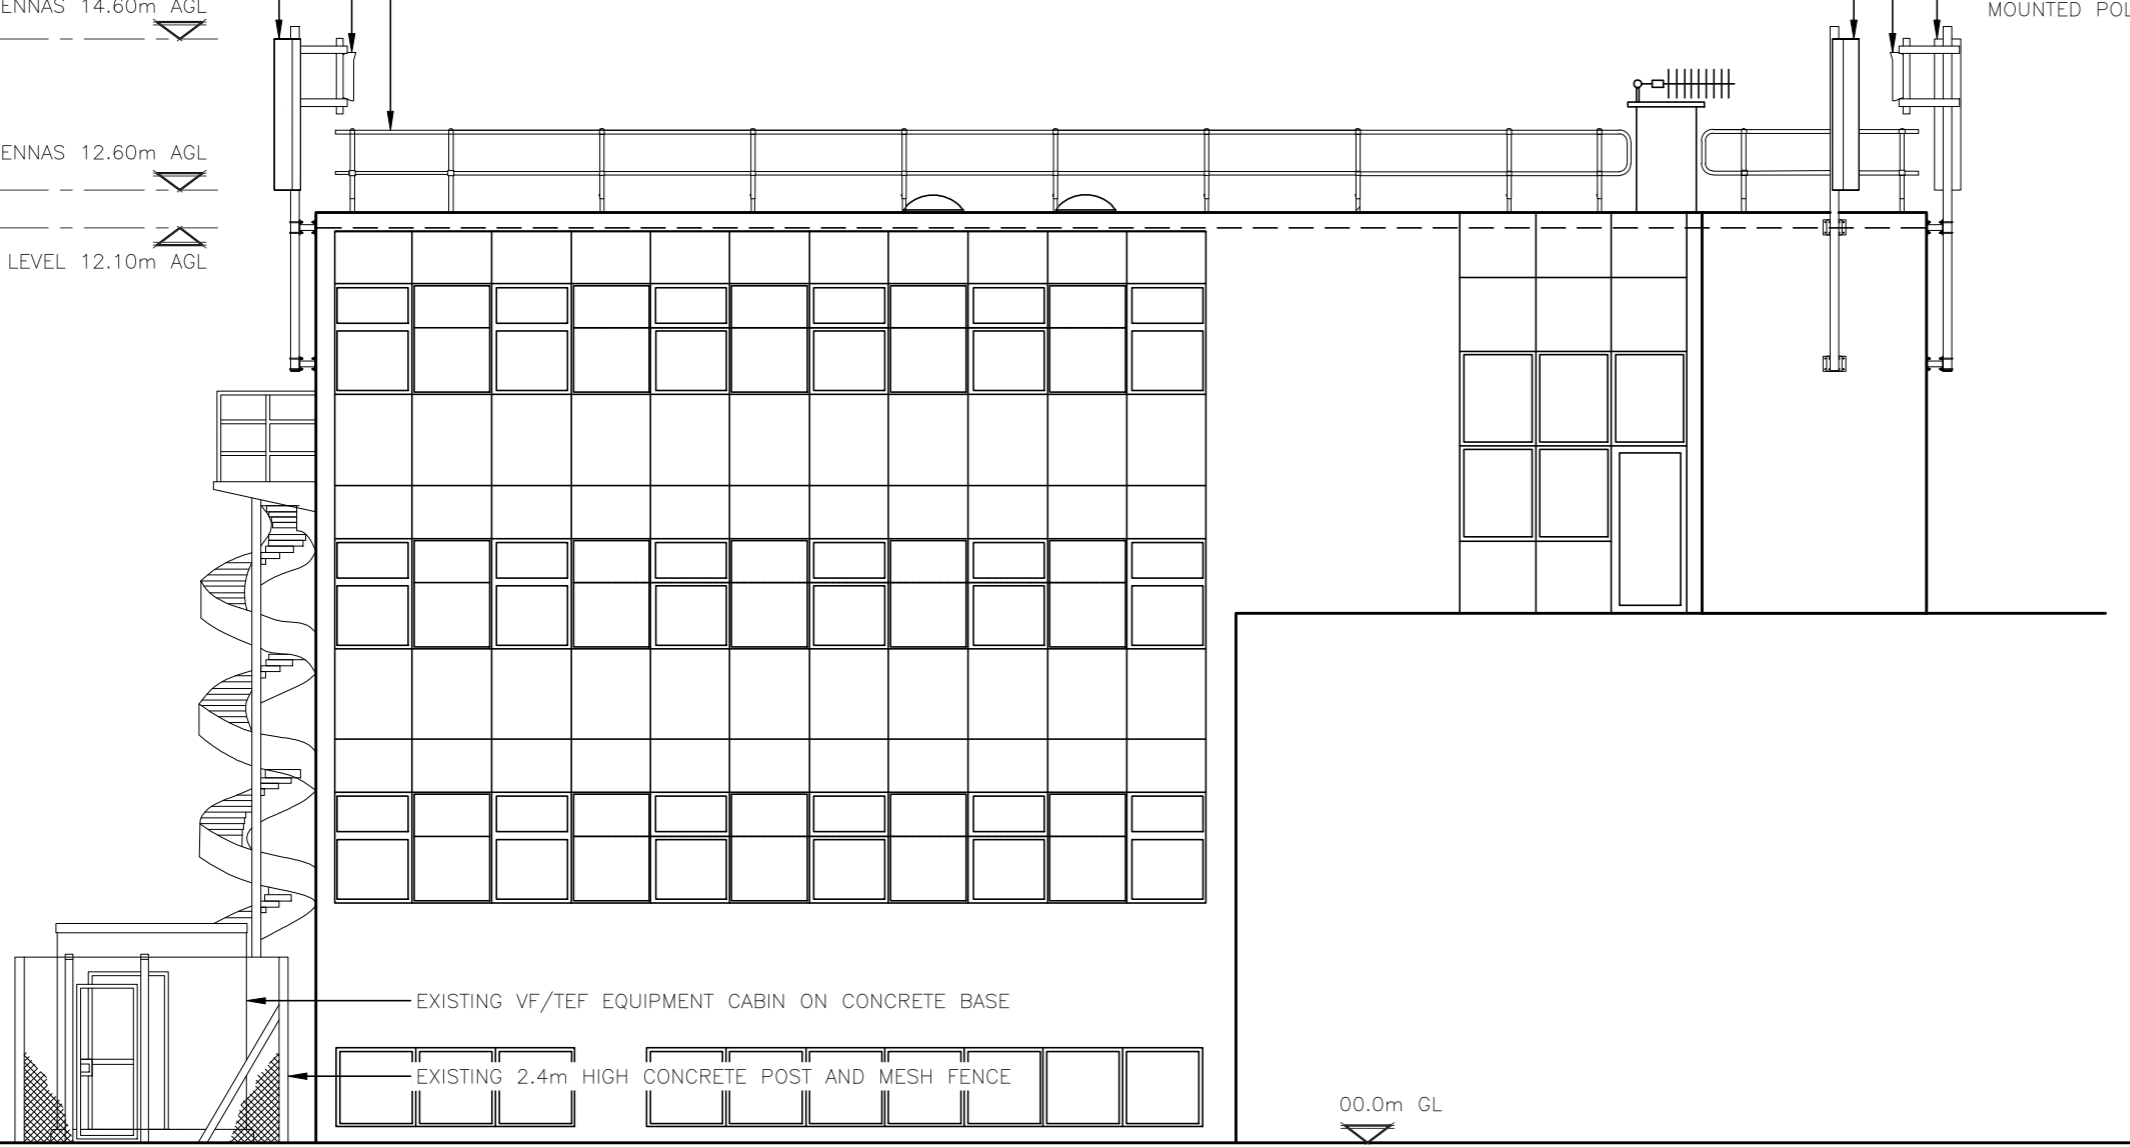 ENNAS 14.60m AGL
MOUNTED POL
ENNAS 12.60m AGL
LEVEL 12.10m AGL
EXISTING VF/TEF EQUIPMENT CABIN ON CONCRETE BASE
EXISTING 2.4m HIGH CONCRETE POST AND MESH FENCE
00.0m GL